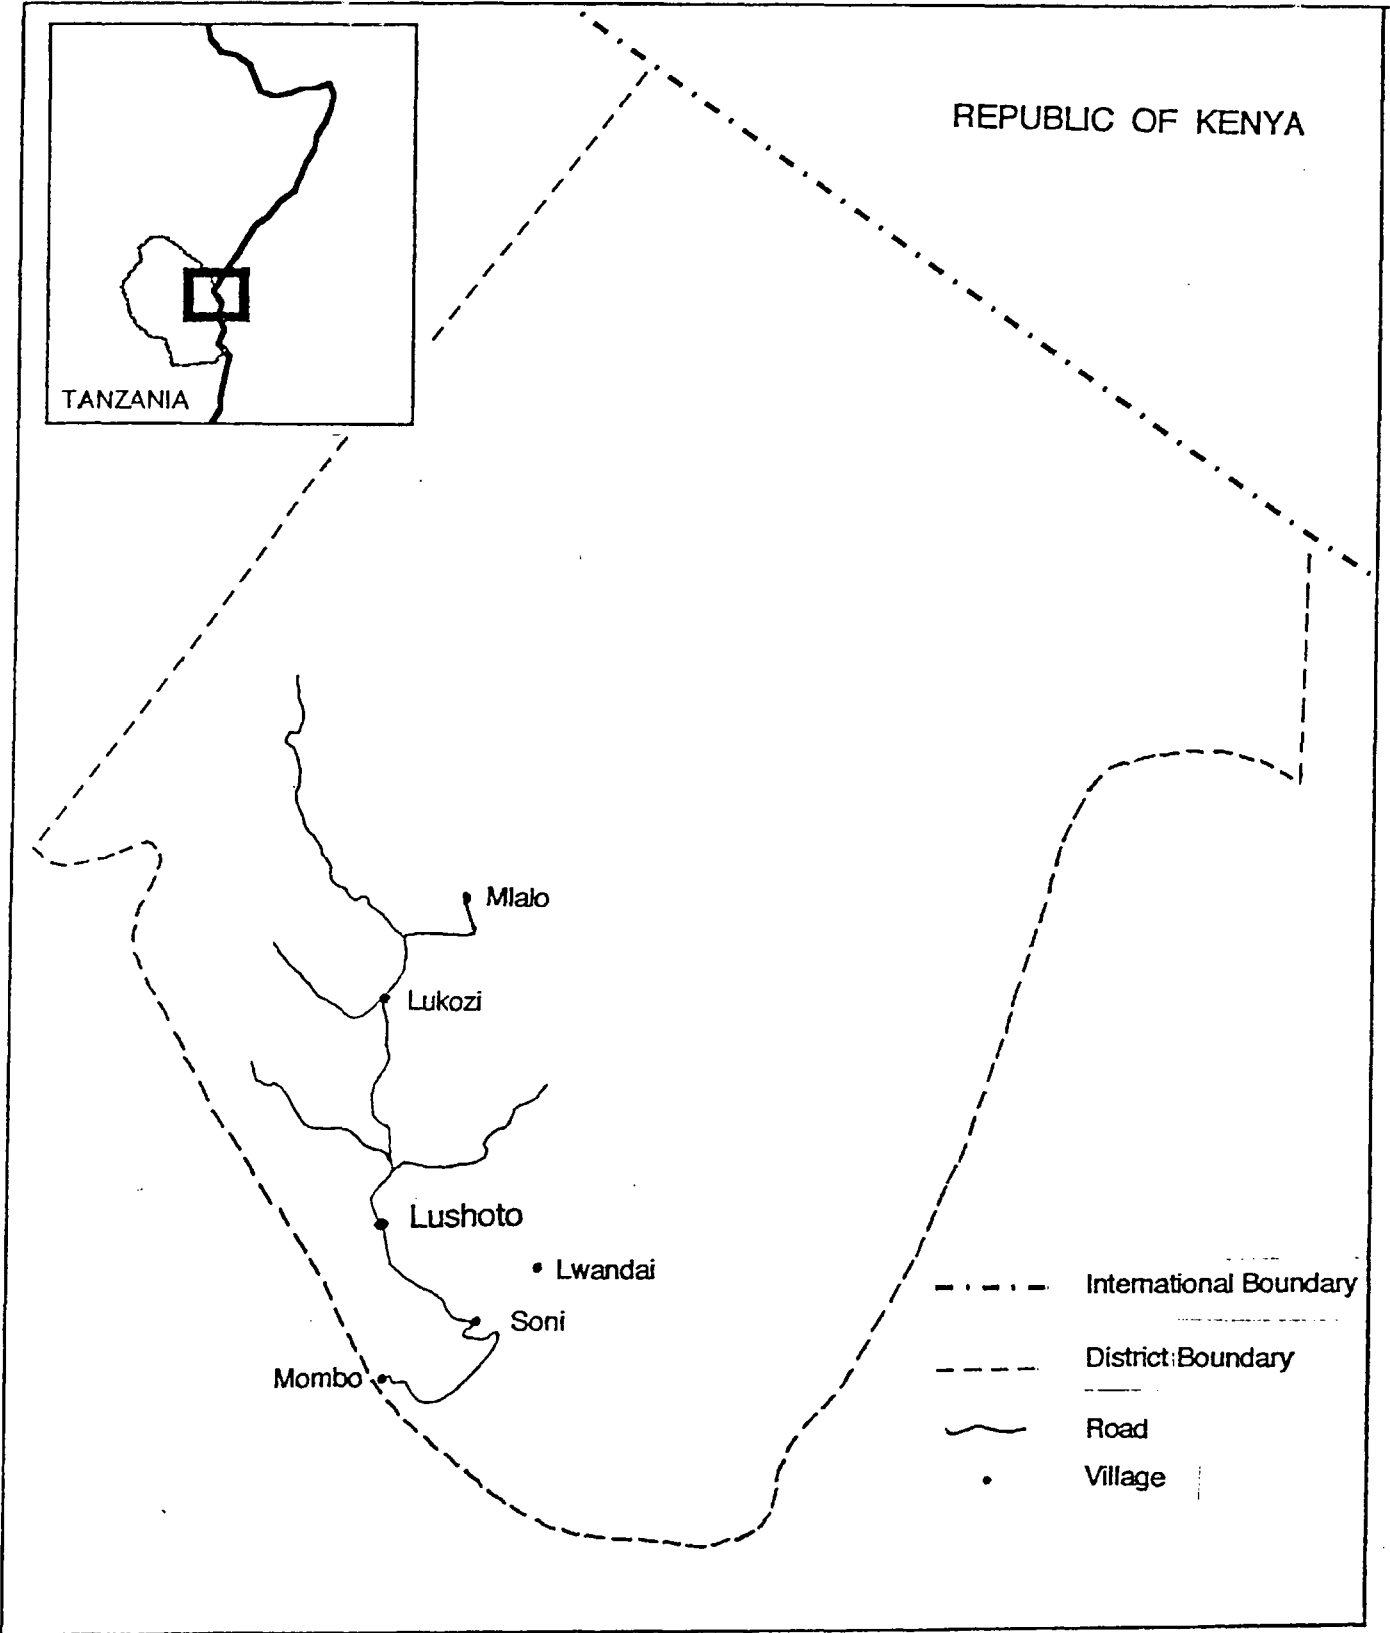 REPUBLIC OF KENYA
TANZANIA
Mlalo
Lukozi
Lushoto
Lwandai
Soni
Mombo
International Boundary
District Boundary
Road
Village